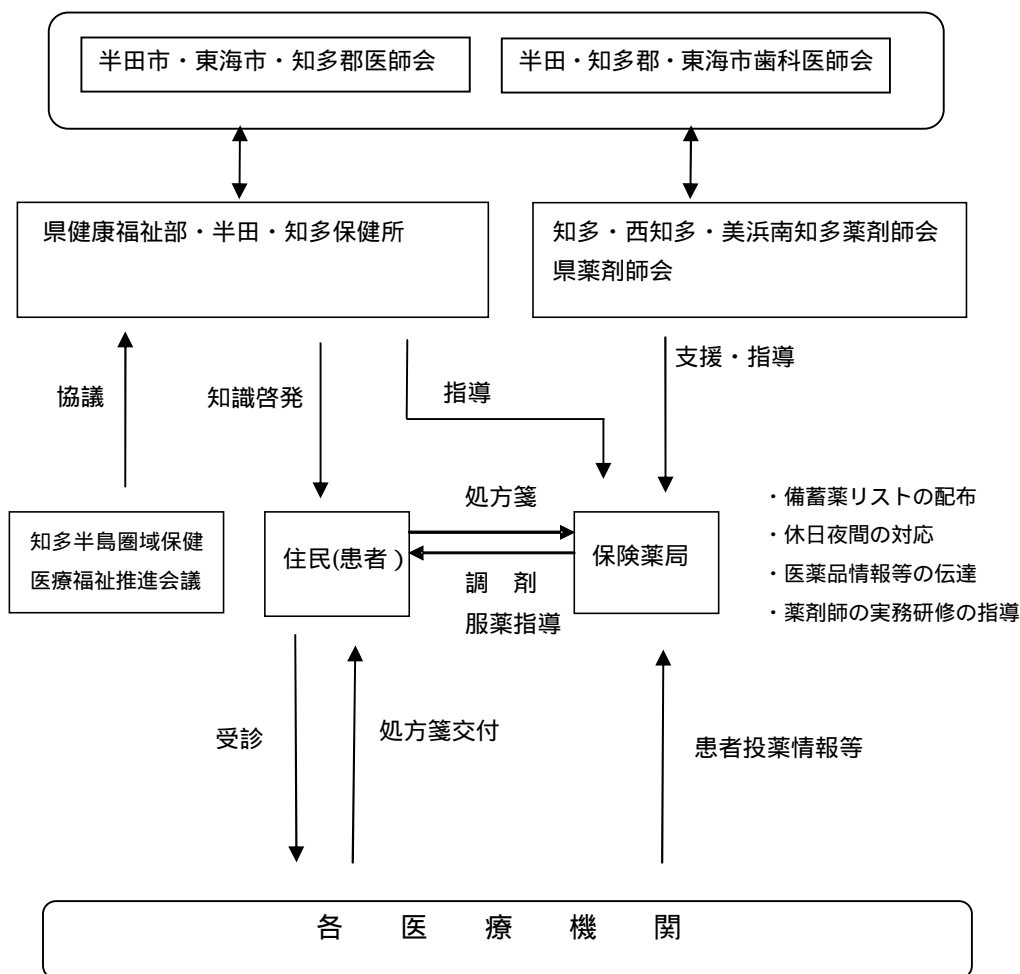 半田市・東海市・知多郡医師会
半田・知多郡・東海市歯科医師会
県健康福祉部・半田・知多保健所
知多・西知多・美浜南知多薬剤師会
県薬剤師会
支援・指導
協議
知識啓発
指導
処方箋
・備蓄薬リストの配布
・休日夜間の対応
・医薬品情報等の伝達
・薬剤師の実務研修の指導
知多半島圏域保健
医療福祉推進会議
住民(患者)
保険薬局
調　剤
服薬指導
受診
処方箋交付
患者投薬情報等
各　医　療　機　関